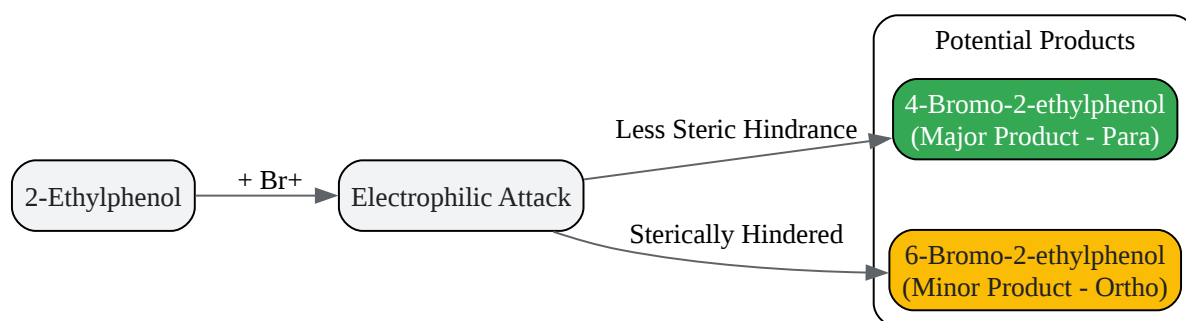 Potential Products
4-Bromo-2-ethylphenol
(Major Product - Para)
Less Steric Hindrance
2-Ethylphenol
+ Br+
Electrophilic Attack
Sterically Hindered
6-Bromo-2-ethylphenol
(Minor Product - Ortho)